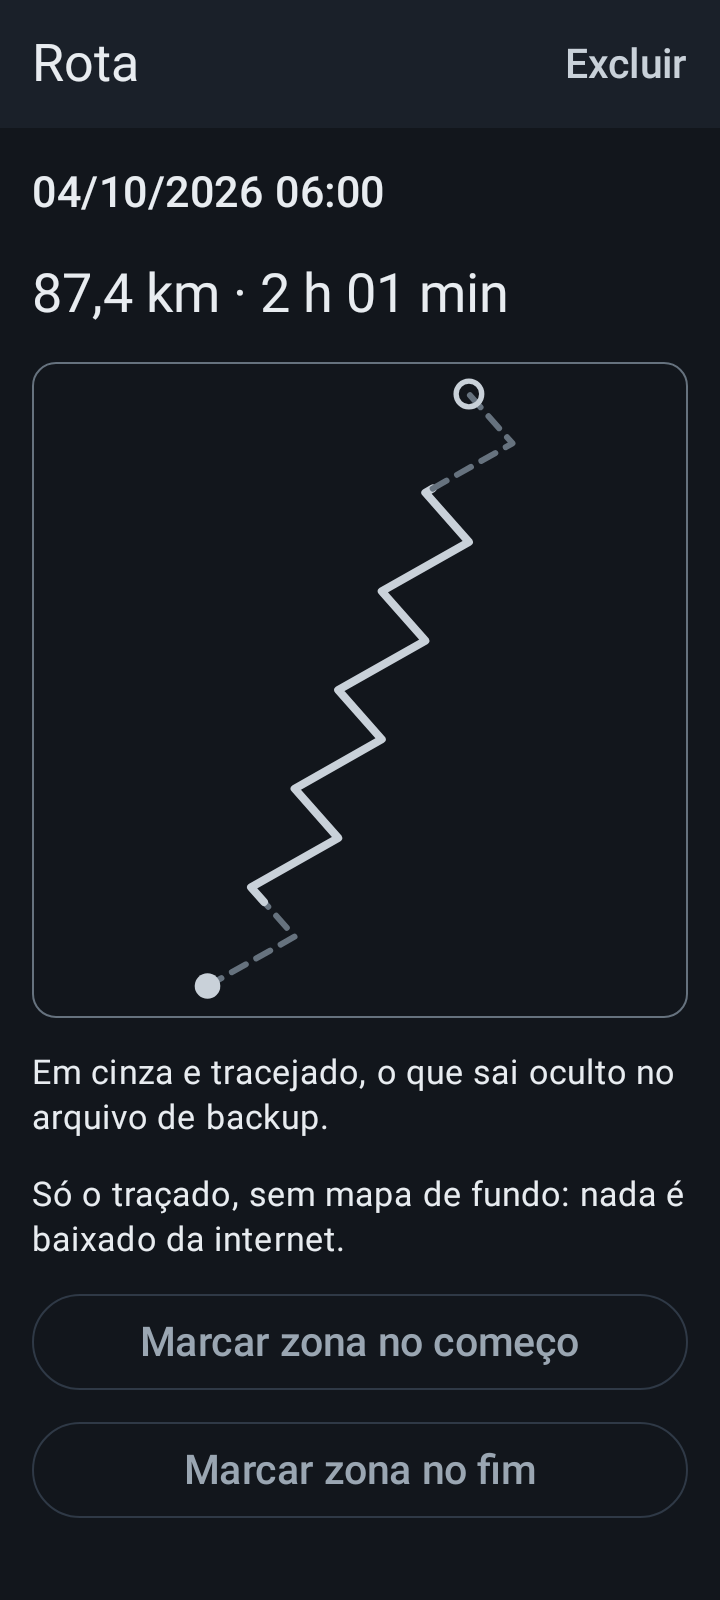 Rota
Excluir
04/10/2026 06:00
87,4 km · 2 h 01 min
Em cinza e tracejado, o que sai oculto no
arquivo de backup.
Só o traçado, sem mapa de fundo: nada é
baixado da internet.
Marcar zona no começo
Marcar zona no fim